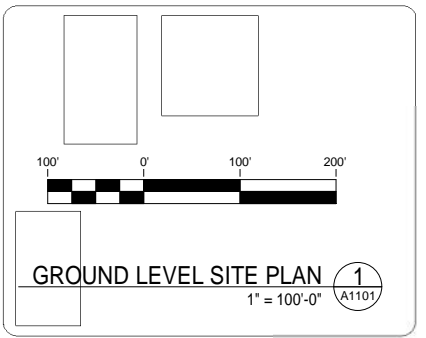 100' 0' 100' 200'
GROUND LEVEL SITE PLAN
1" = 100'-0"
1
A1101